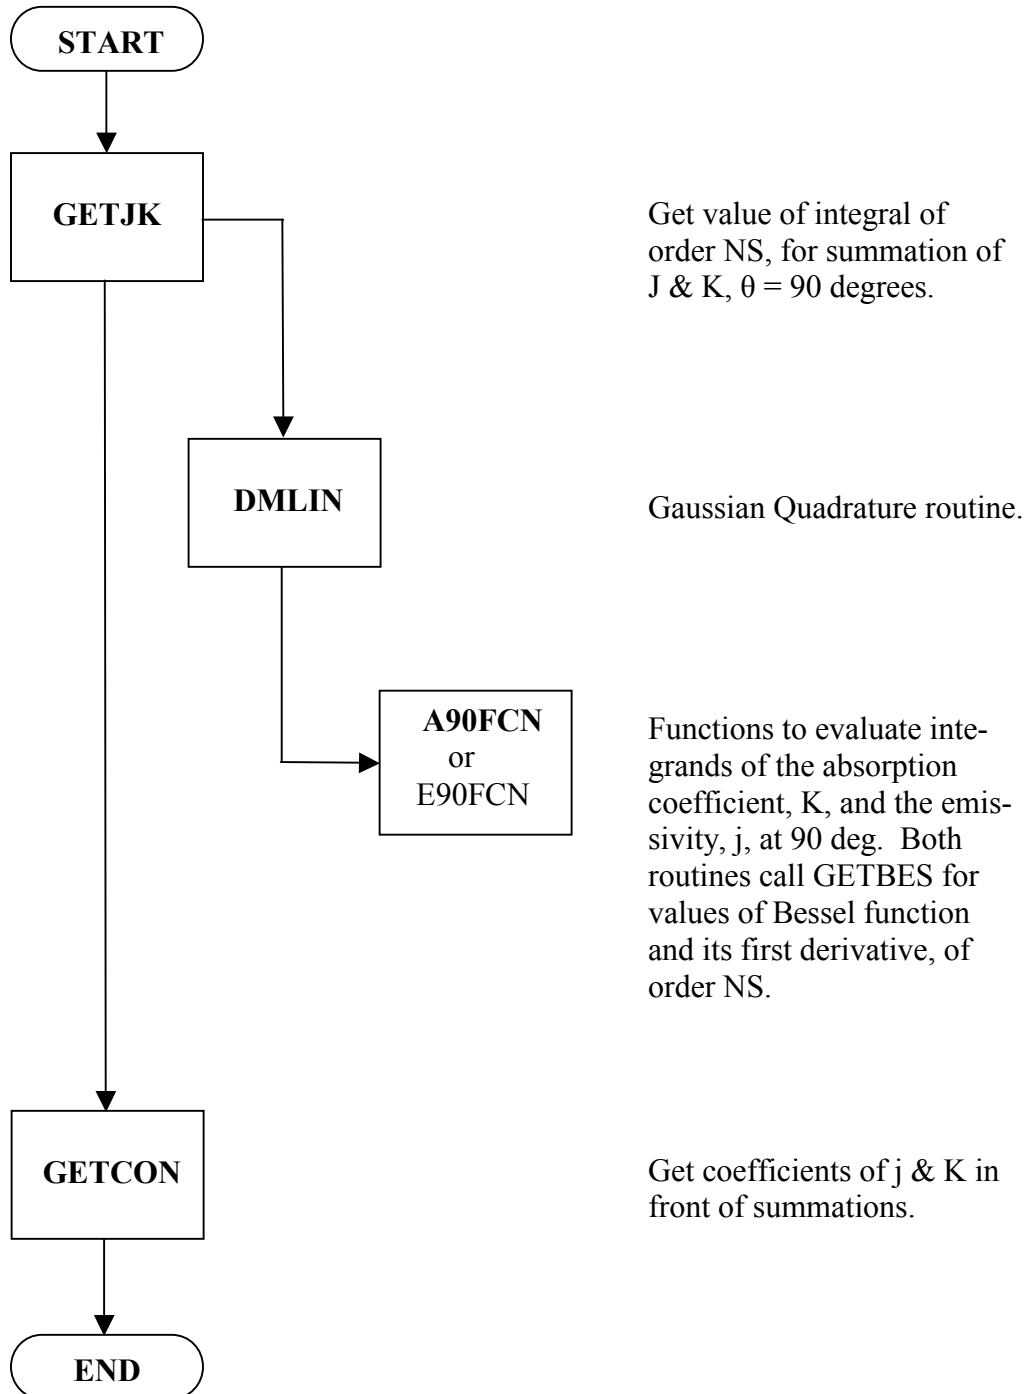 START
GETJK
Get value of integral of
order NS, for summation of
J & K, θ = 90 degrees.
DMLIN
Gaussian Quadrature routine.
A90FCN
or
E90FCN
Functions to evaluate inte-
grands of the absorption
coefficient, K, and the emis-
sivity, j, at 90 deg.  Both
routines call GETBES for
values of Bessel function
and its first derivative, of
order NS.
GETCON
Get coefficients of j & K in
front of summations.
END